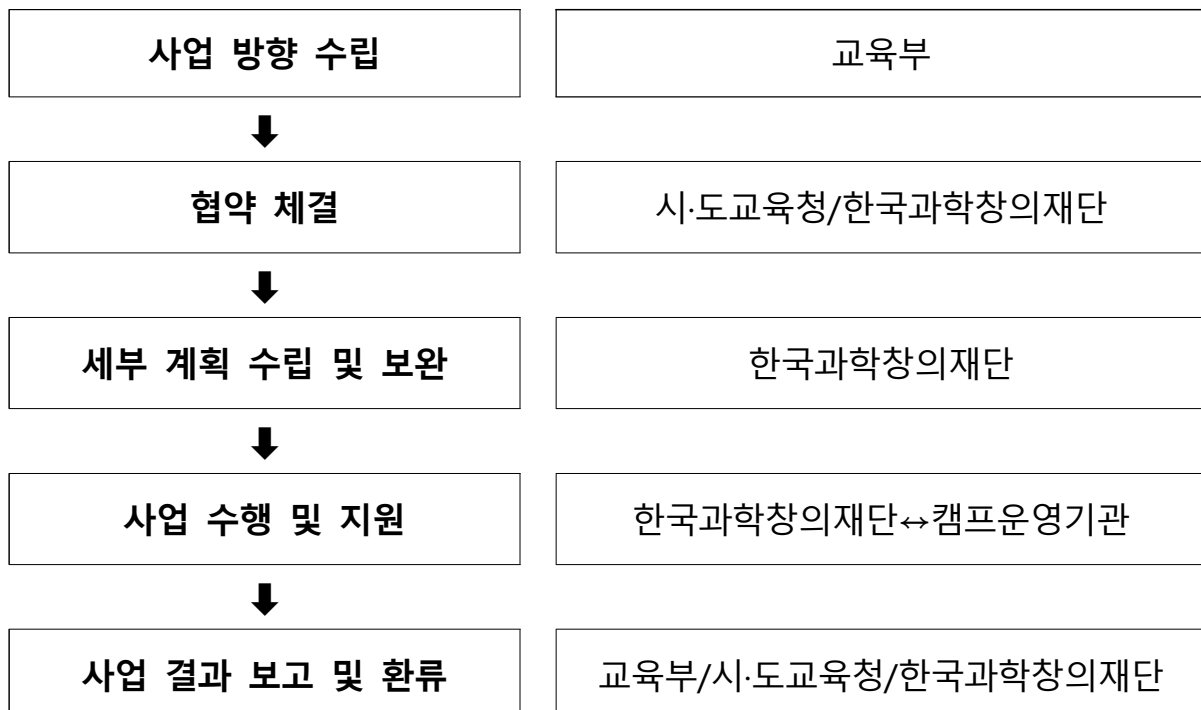 사업 방향 수립
교육부
협약 체결
시·도교육청/한국과학창의재단
세부 계획 수립 및 보완
한국과학창의재단
사업 수행 및 지원
한국과학창의재단↔캠프운영기관
사업 결과 보고 및 환류
교육부/시·도교육청/한국과학창의재단